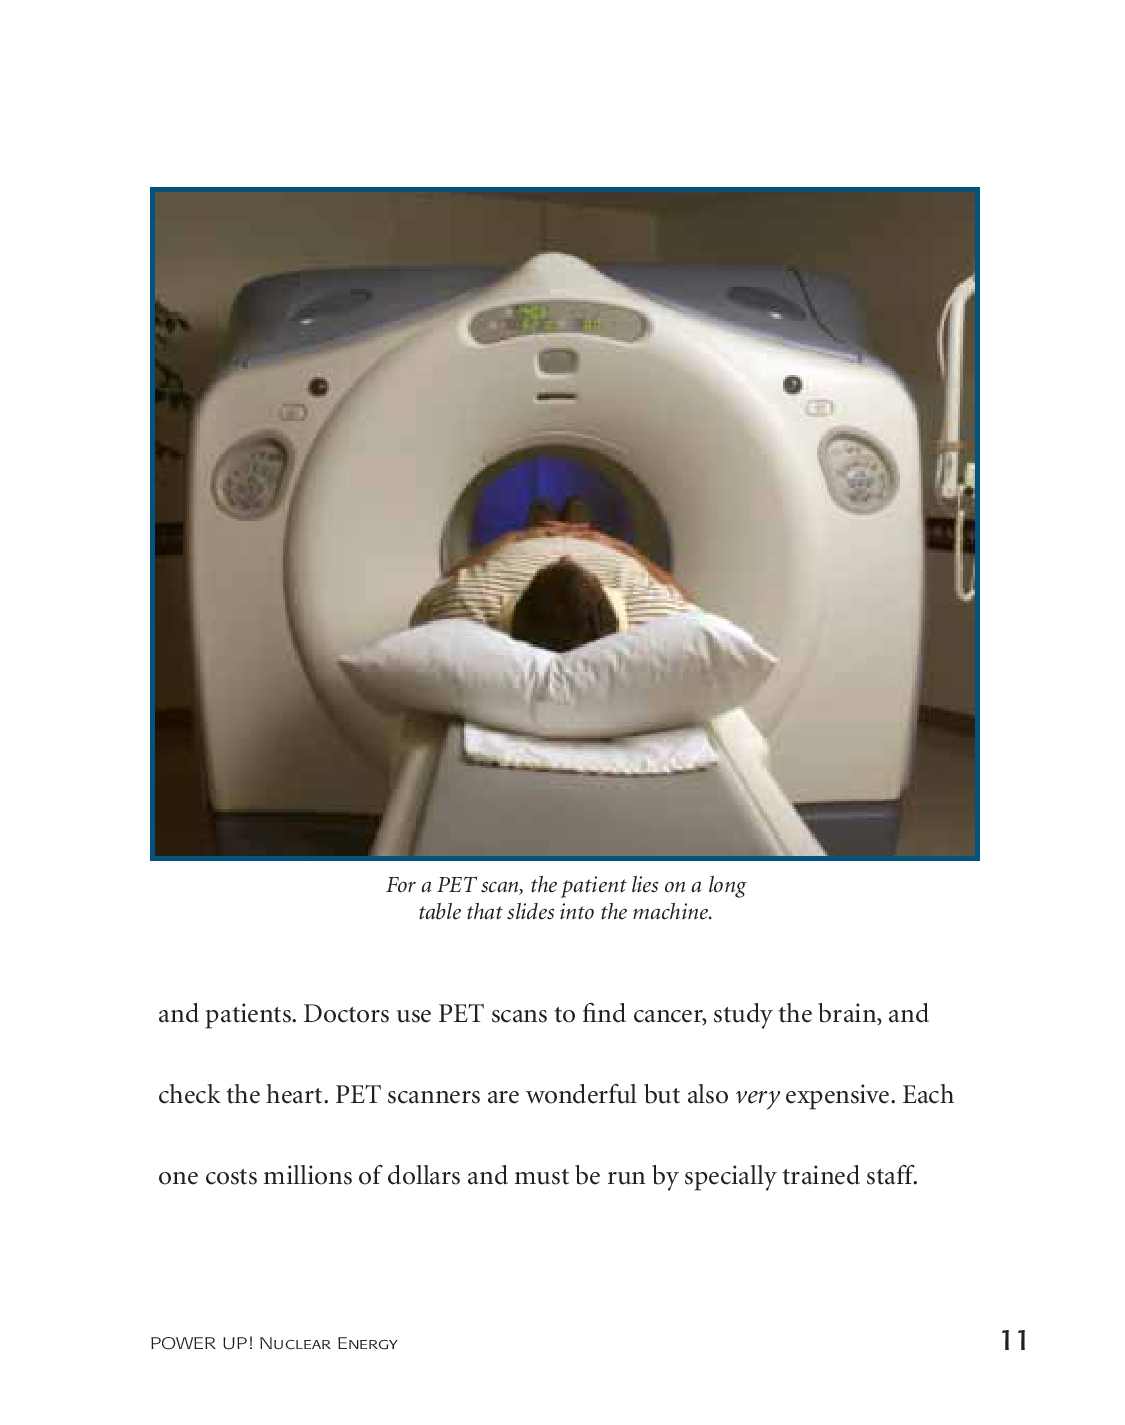 For a PET scan, the patient lies on a long
table that slides into the machine.
and patients. Doctors use PET scans to find cancer, study the brain, and
check the heart. PET scanners are wonderful but also very expensive. Each
one costs millions of dollars and must be run by specially trained staff.
POWER UP! Nuclear Energy 11